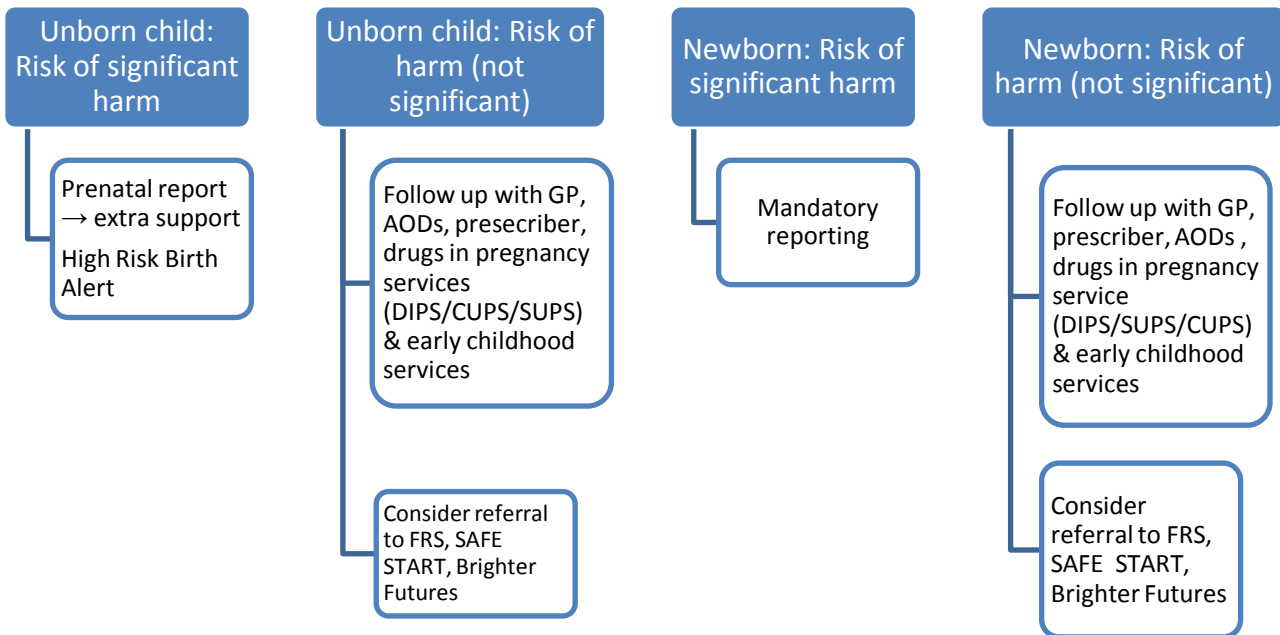 Unborn child:
Risk of significant
harm
Prenatal report
→ extra support
High Risk Birth
Alert
Unborn child: Risk of
harm (not
significant)
Follow up with GP,
AODs, presecriber,
drugs in pregnancy
services
(DIPS/CUPS/SUPS)
& early childhood
services
Consider referral
to FRS, SAFE
START, Brighter
Futures
Newborn: Risk of
significant harm
Mandatory
reporting
Newborn: Risk of
harm (not significant)
Follow up with GP,
prescriber, AODs ,
drugs in pregnancy
service
(DIPS/SUPS/CUPS)
& early childhood
services
Consider
referral to FRS,
SAFE START,
Brighter Futures